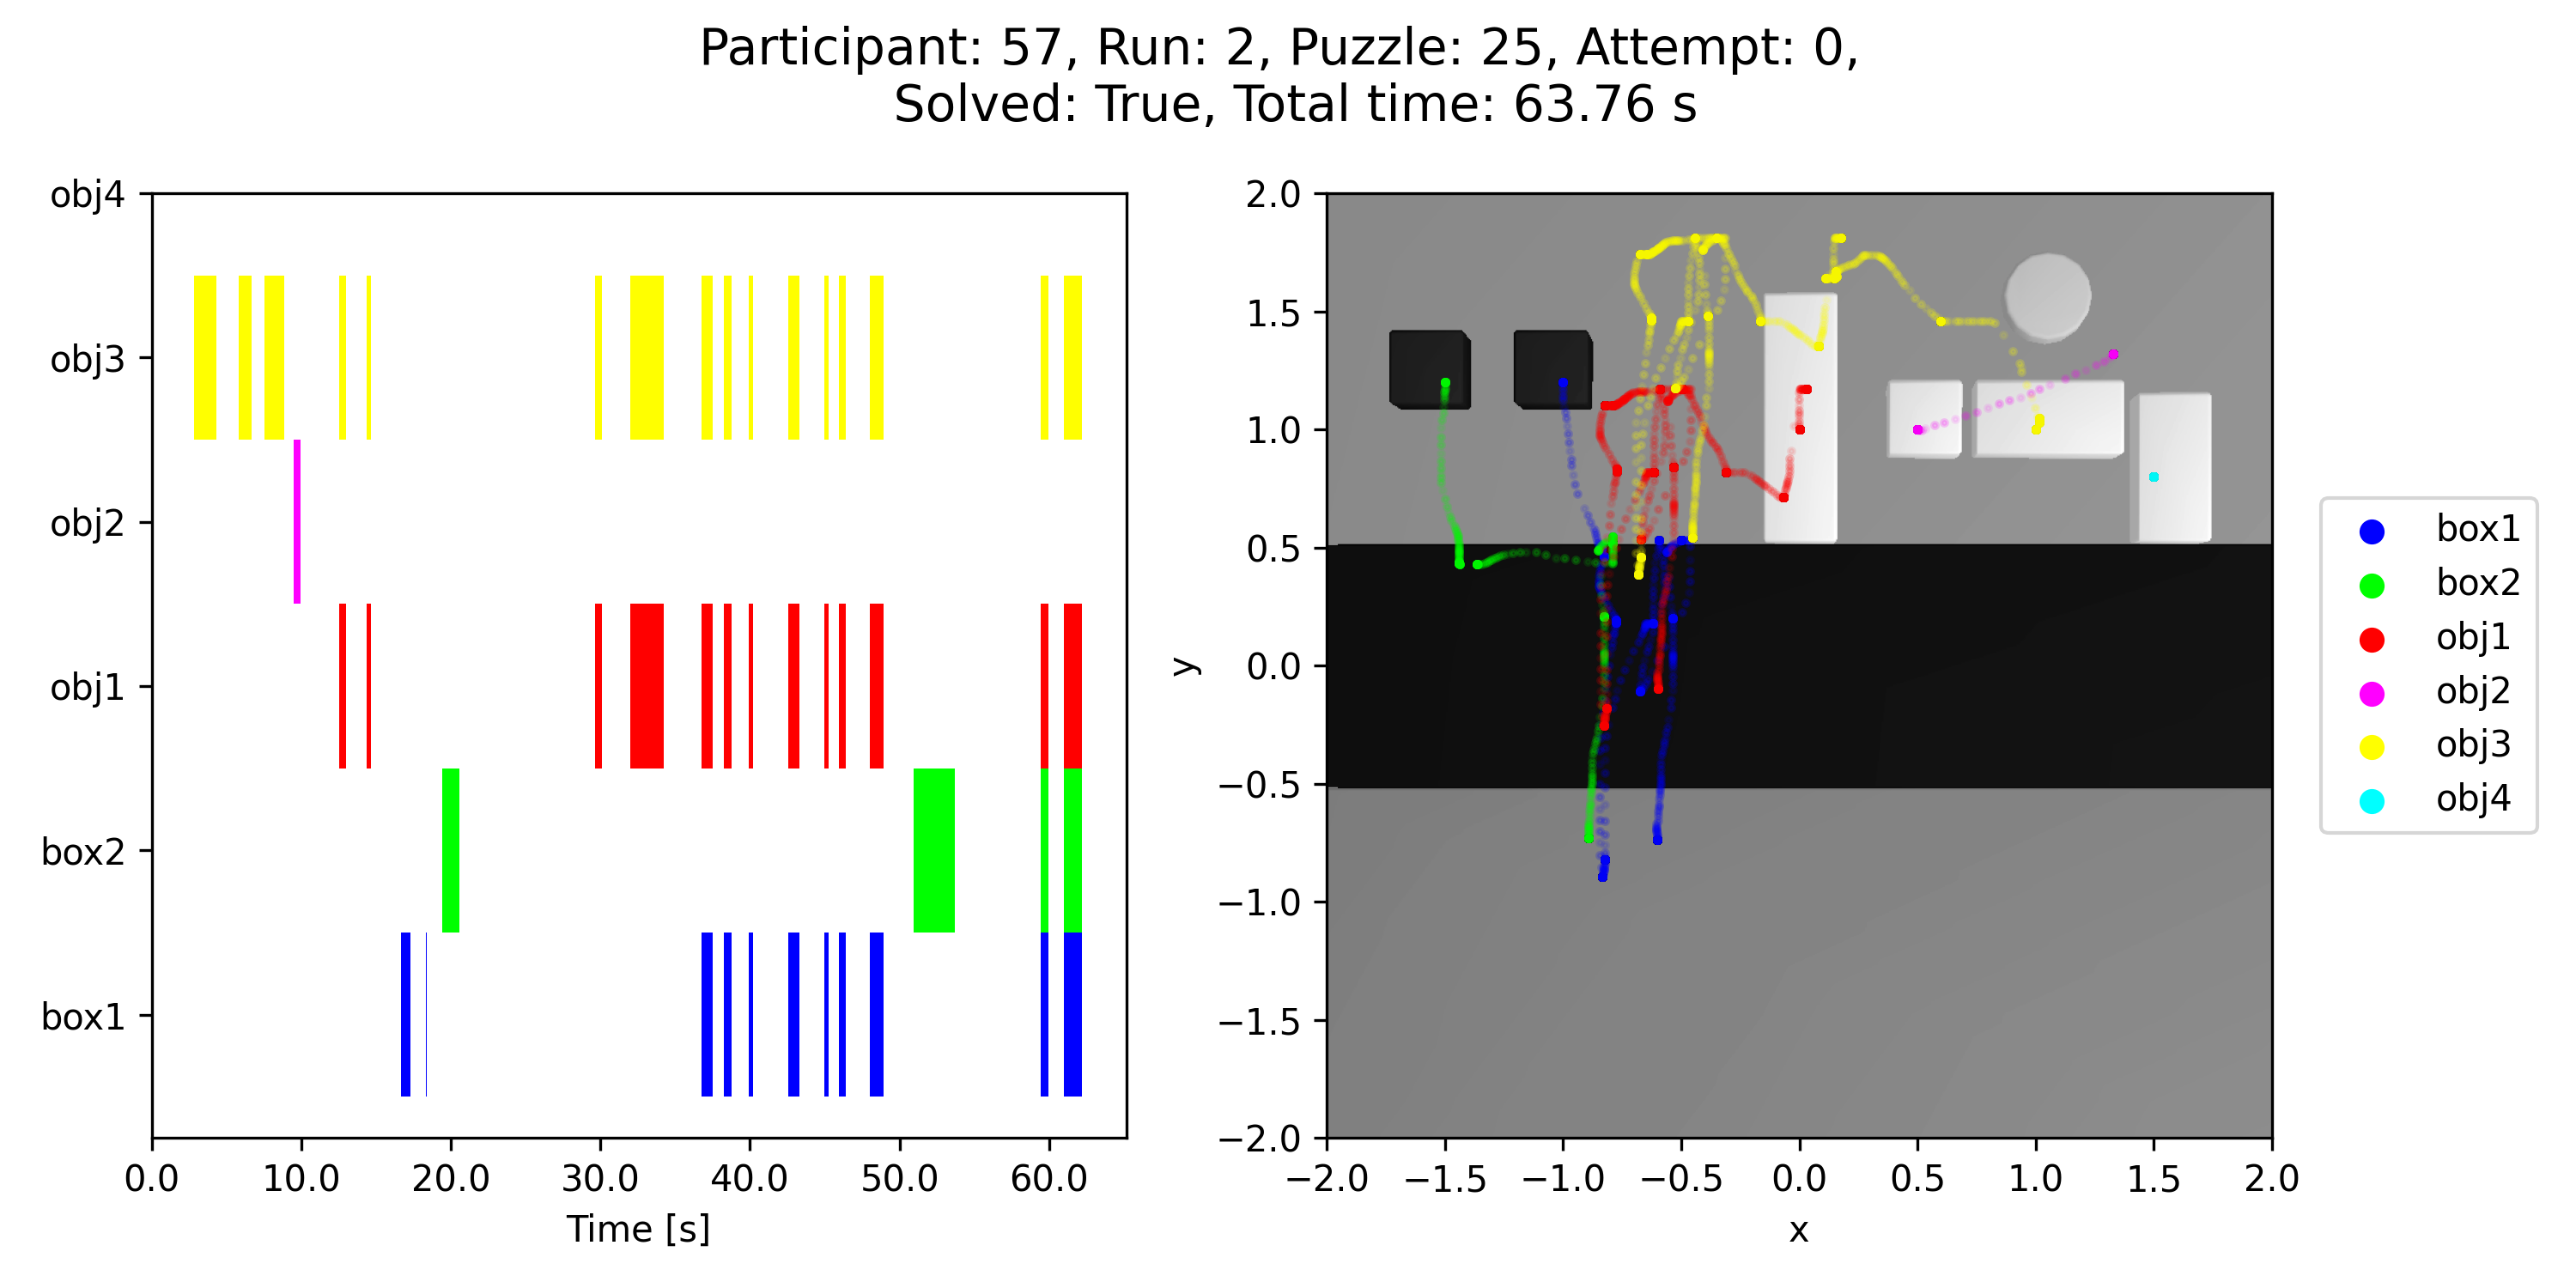 Participant: 57, Run: 2, Puzzle: 25, Attempt: 0,
Solved: True, Total time: 63.76 s
obj4
obj3
obj2
obj1
box2
box1
0.0 10.0 20.0 30.0 40.0 50.0 60.0
Time [s]
2.0
1.5
1.0
0.5
0.0
−0.5
−1.0
−1.5
−2.0
y
−2.0 −1.5 −1.0 −0.5 0.0 0.5 1.0 1.5 2.0
x
box1
box2
obj1
obj2
obj3
obj4